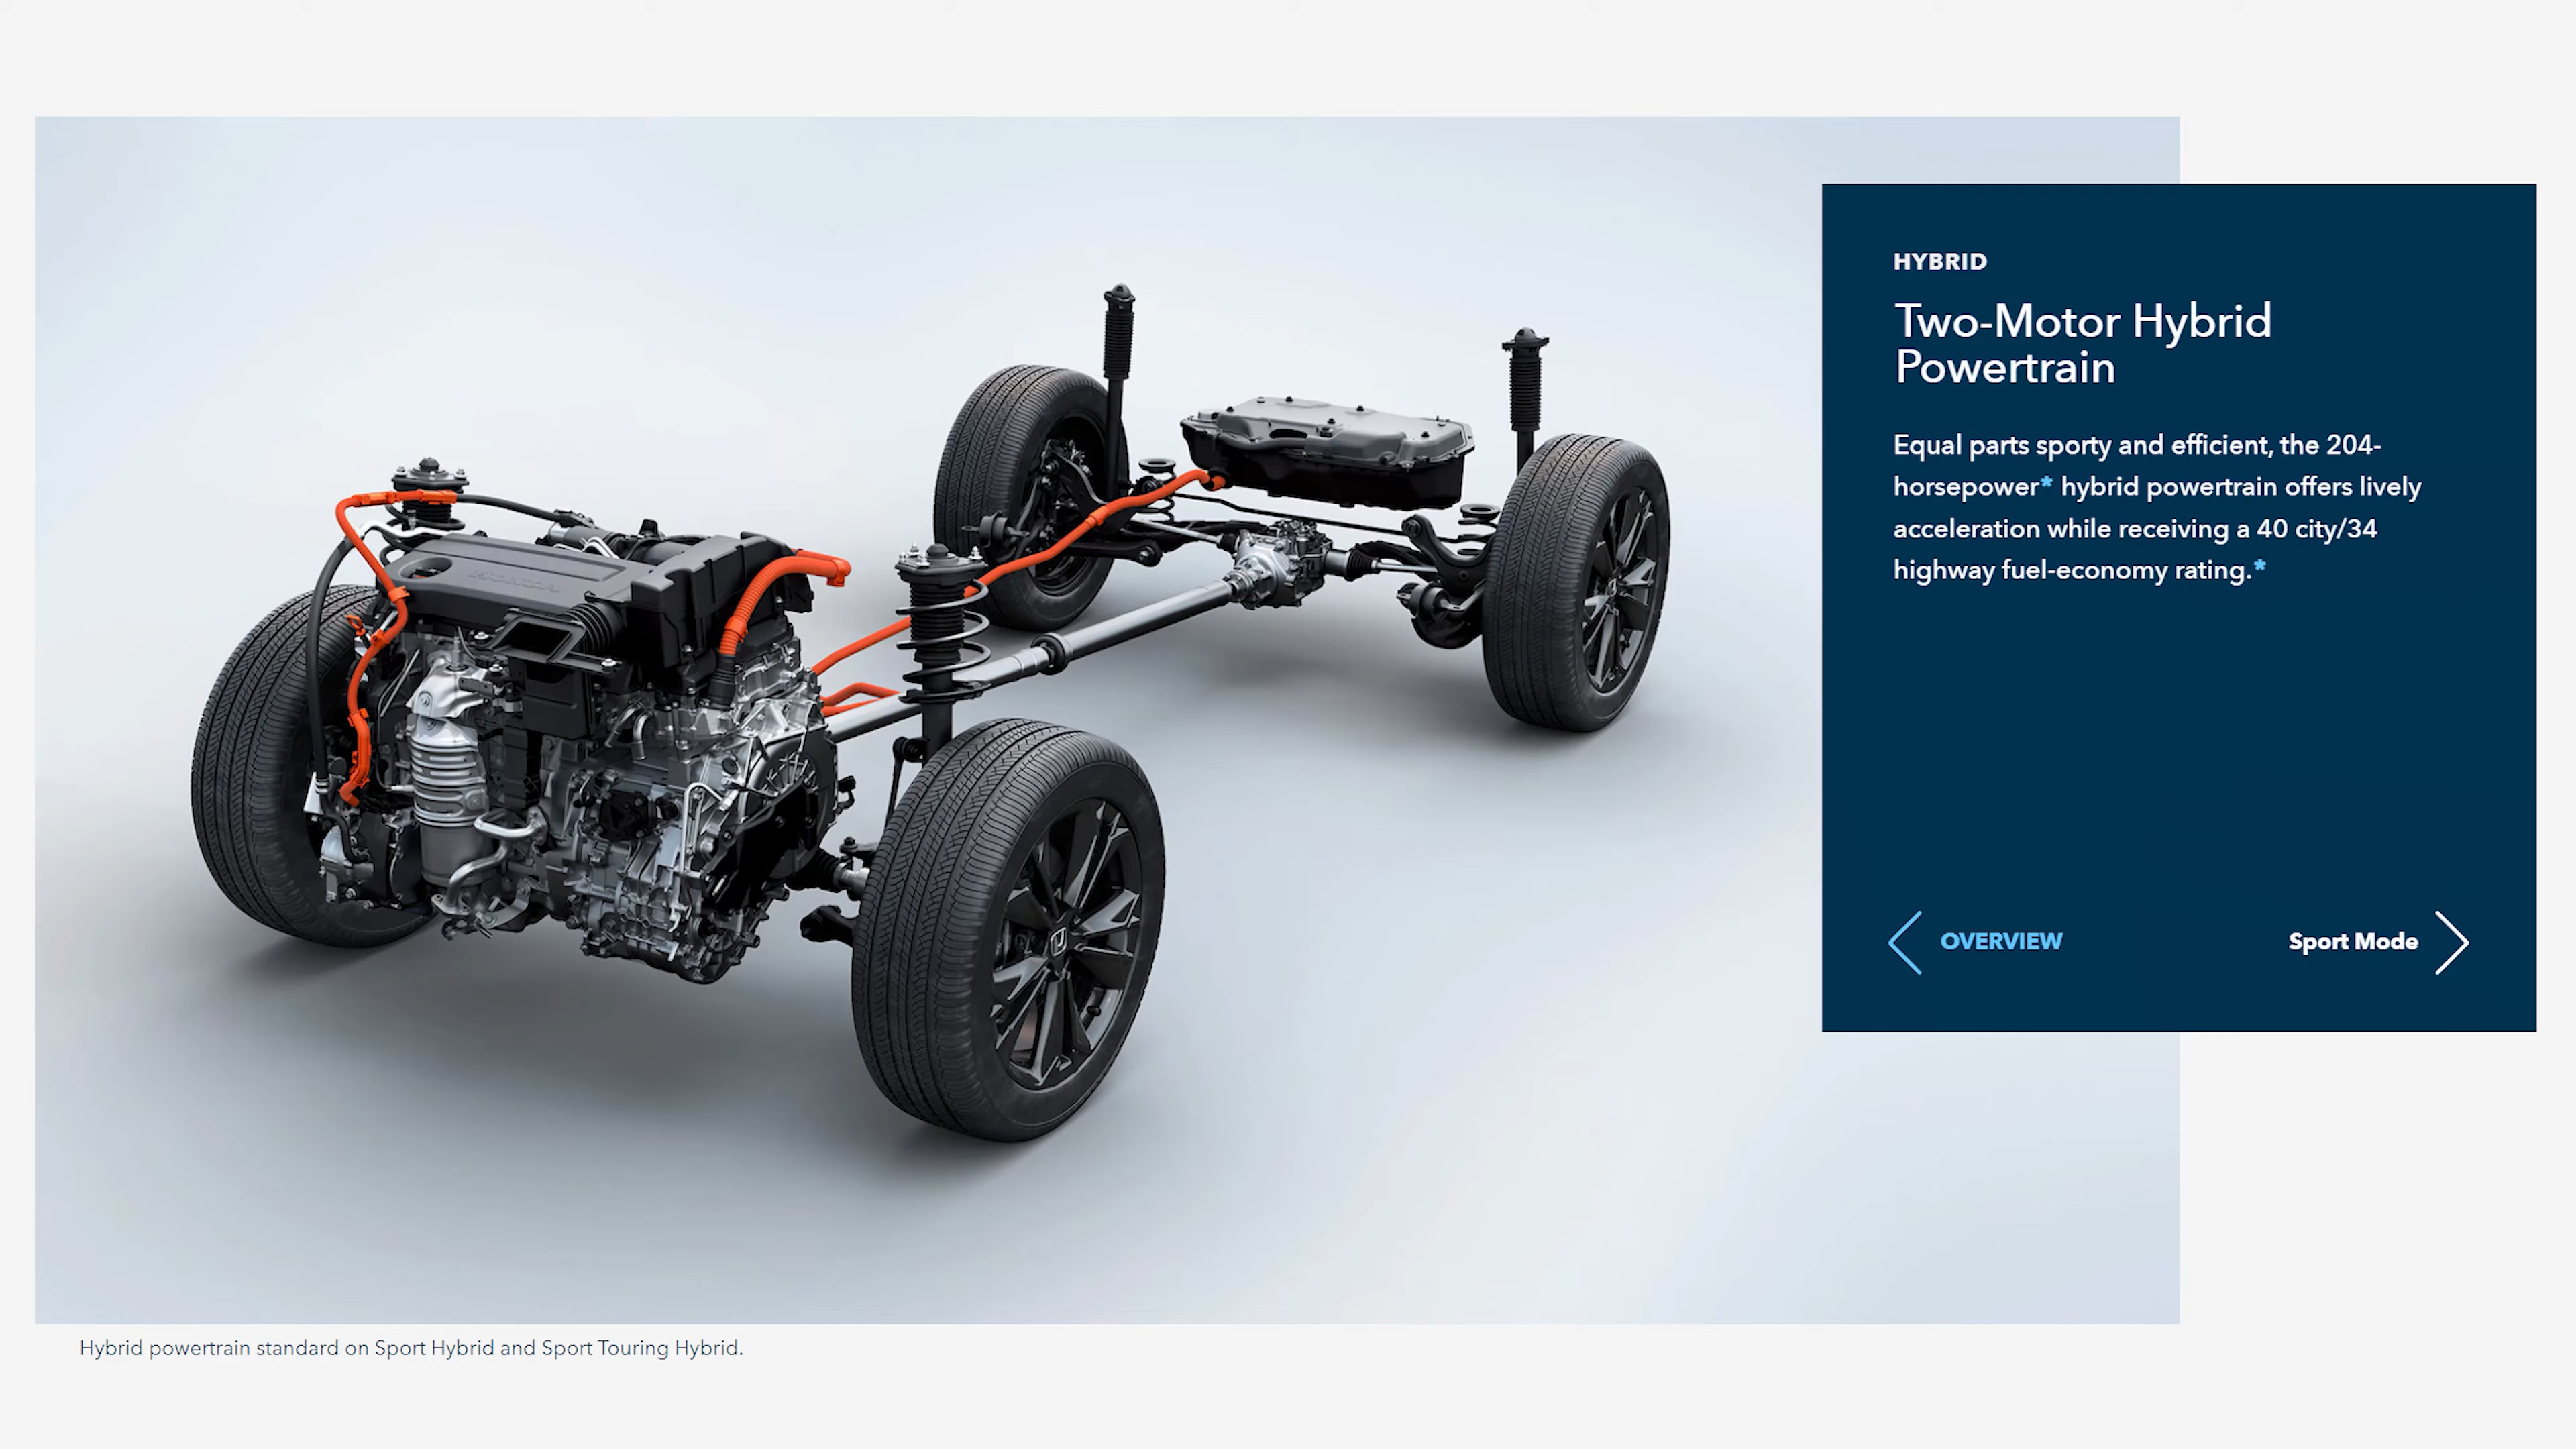 HYBRID
Two-Motor Hybrid
Powertrain
Equal parts sporty and efficient, the 204-
horsepower* hybrid powertrain offers lively
acceleration while receiving a 40 city/34
highway fuel-economy rating.*
OVERVIEW
Sport Mode
HONDA
Hybrid powertrain standard on Sport Hybrid and Sport Touring Hybrid.